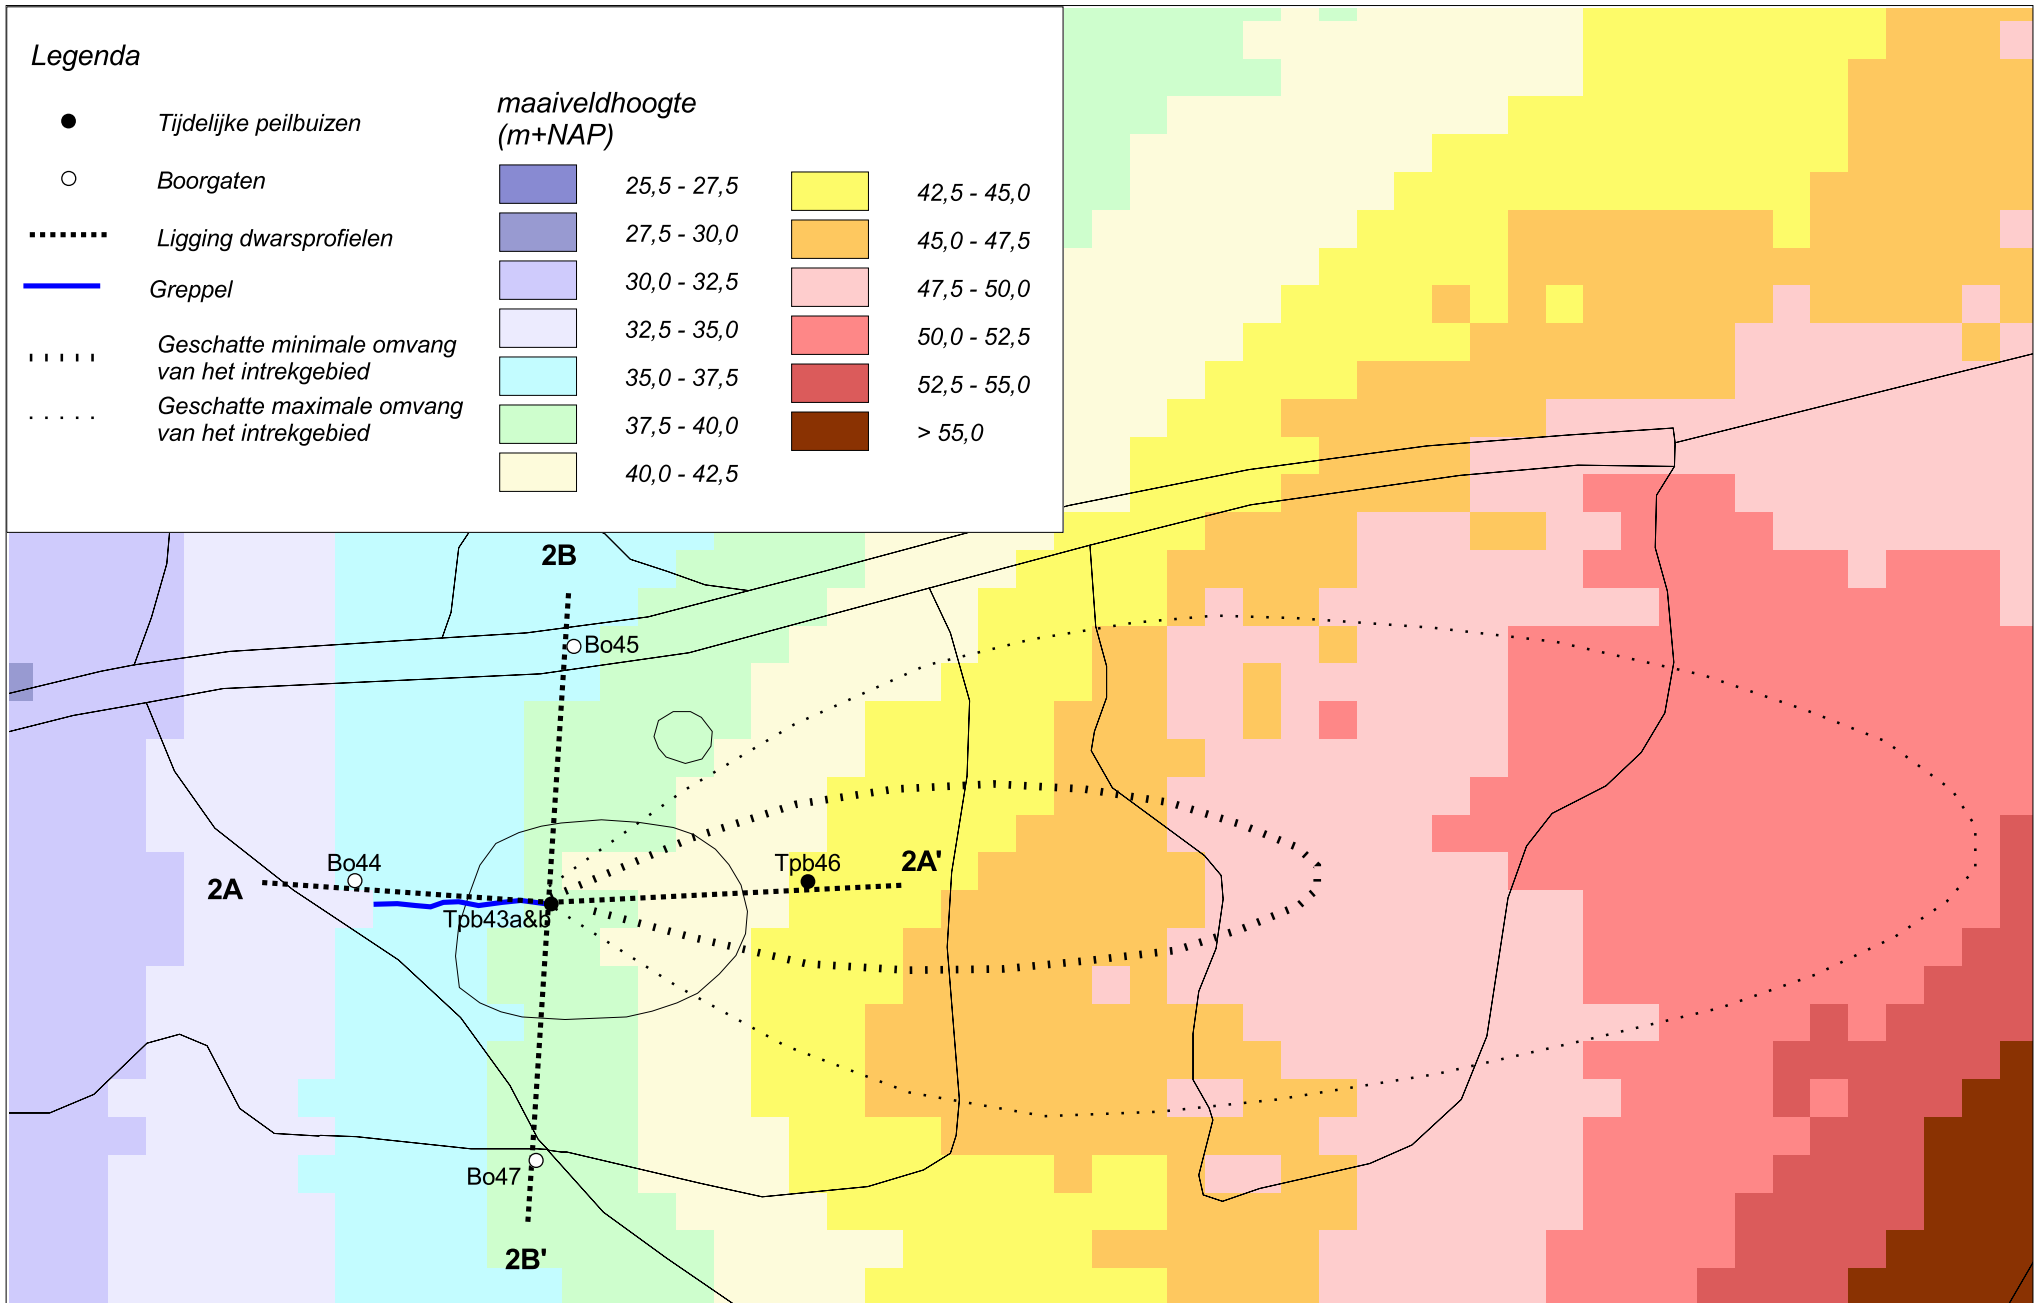 Legenda
Tijdelijke peilbuizen
Boorgaten
Ligging dwarsprofielen
Greppel
Geschatte minimale omvang
van het intrekgebied
Geschatte maximale omvang
van het intrekgebied
maaiveldhoogte
(m+NAP)
25,5 - 27,5
27,5 - 30,0
30,0 - 32,5
32,5 - 35,0
35,0 - 37,5
37,5 - 40,0
40,0 - 42,5
42,5 - 45,0
45,0 - 47,5
47,5 - 50,0
50,0 - 52,5
52,5 - 55,0
> 55,0
2B
Bo45
Bo44
Tpb46
2A'
2A
Tpb43a&b
Bo47
2B'